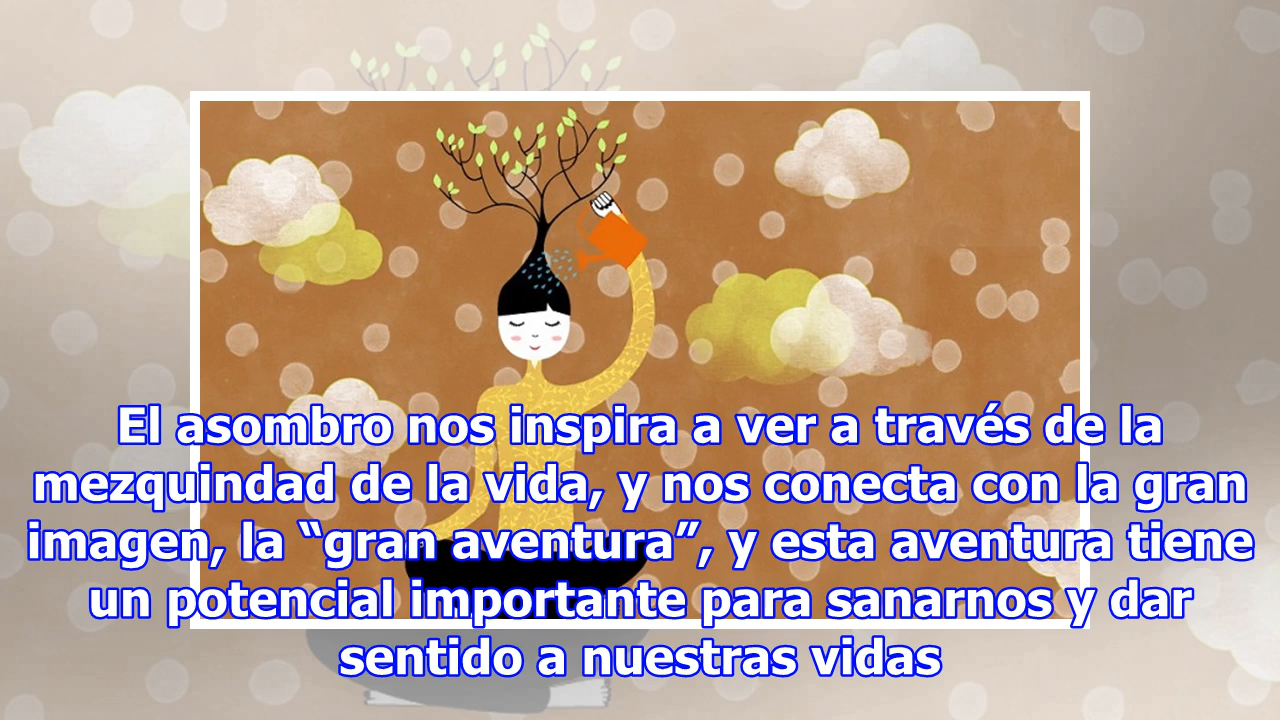 El asombro nos inspira a ver a través de la
mezquindad de la vida, y nos conecta con la gran
imagen, la “gran aventura”, y esta aventura tiene
un potencial importante para sanarnos y dar
sentido a nuestras vidas